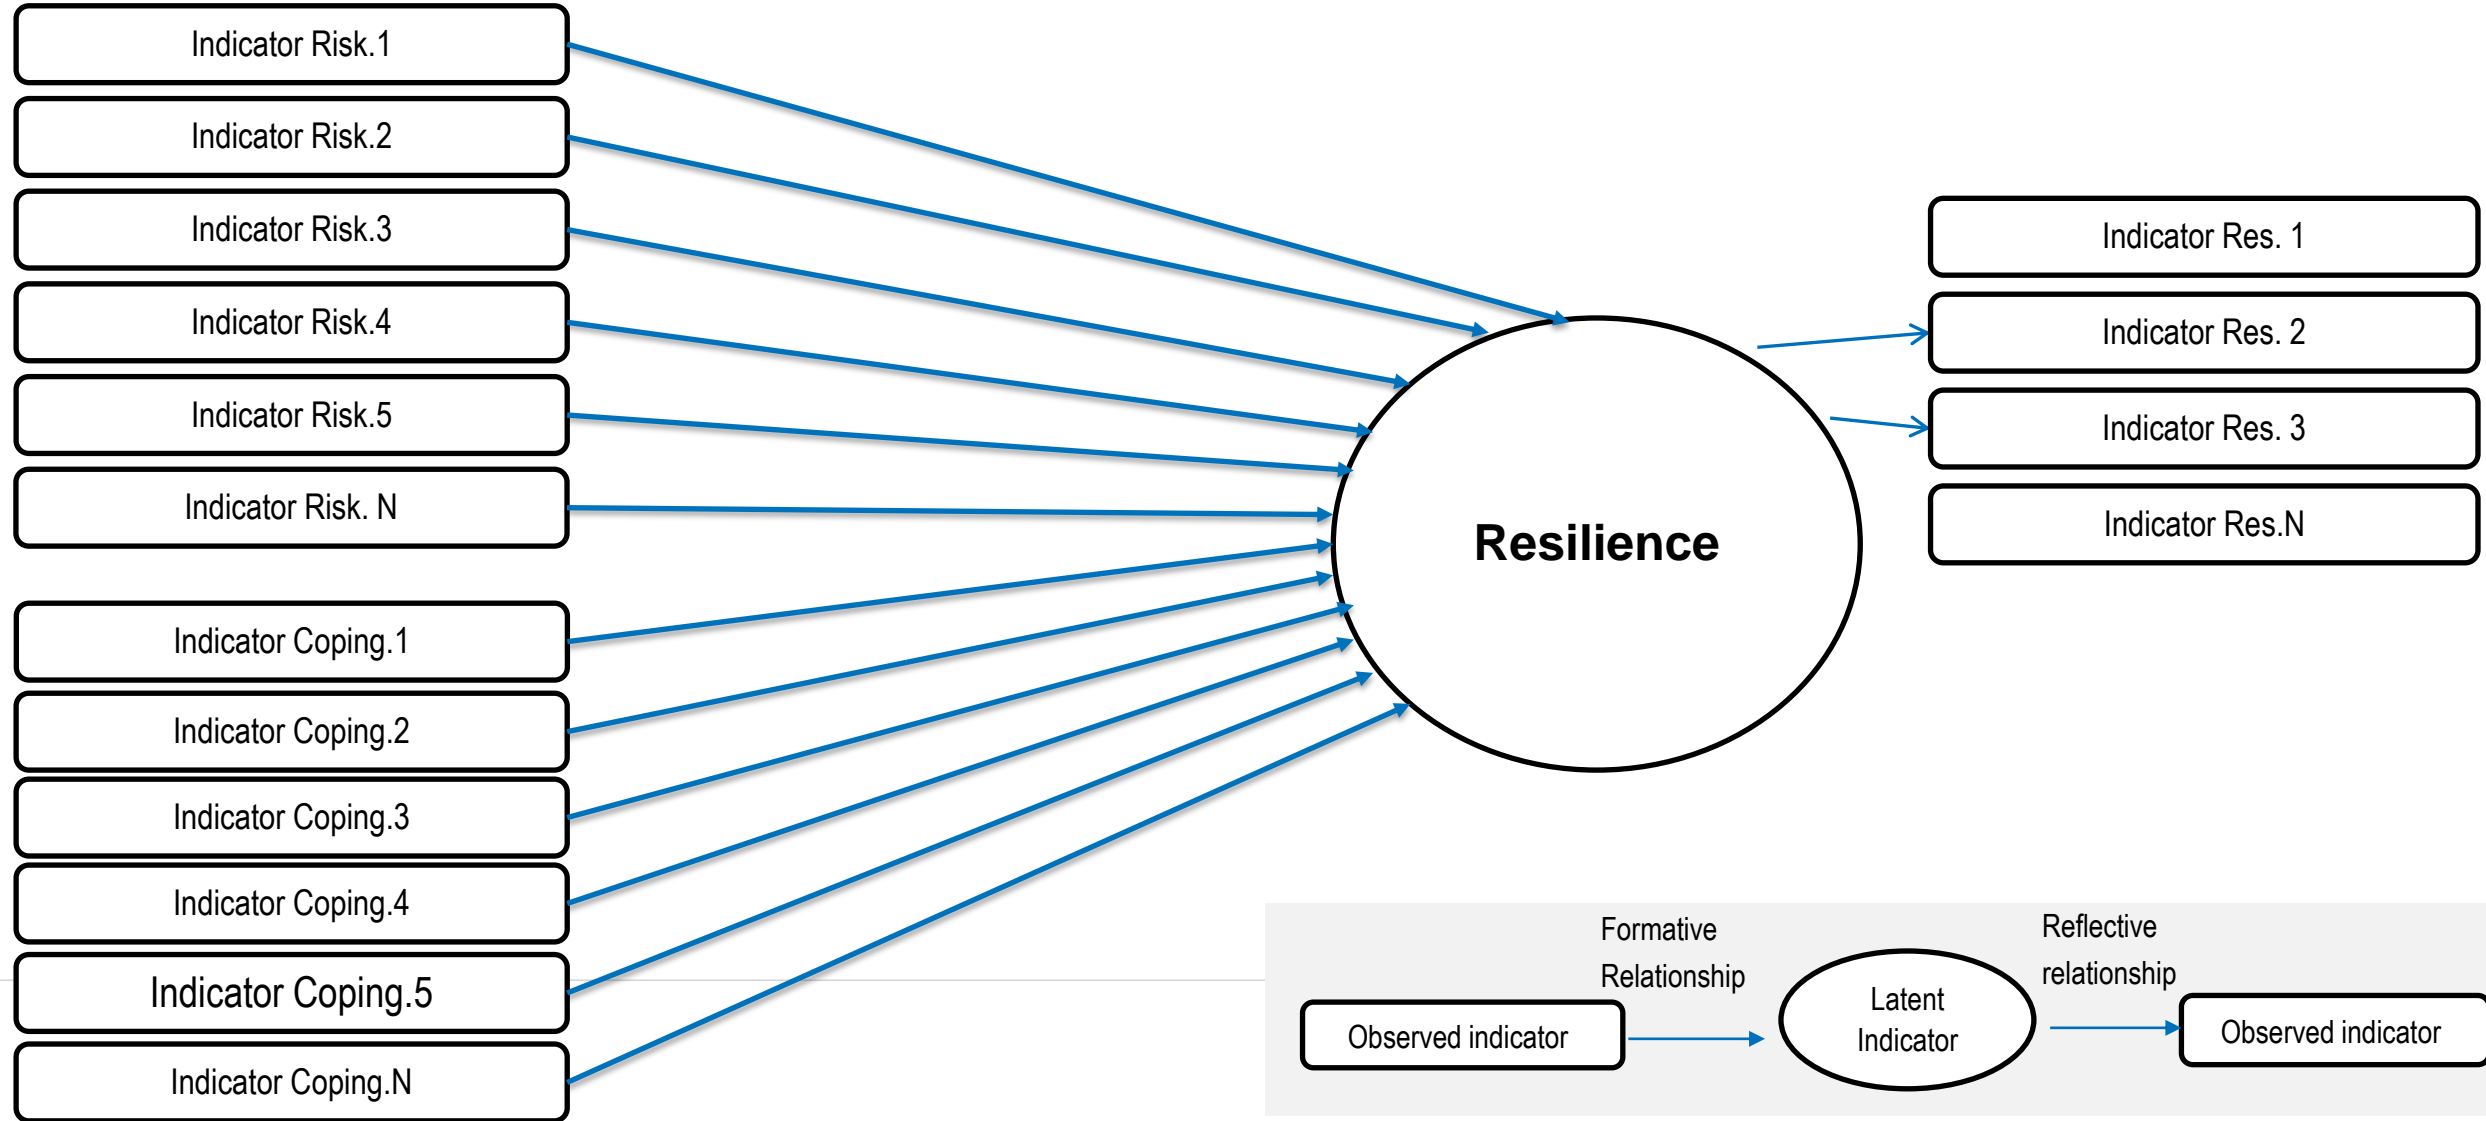 Indicator Risk.1
Indicator Risk.2
Indicator Risk.3
Indicator Risk.4
Indicator Risk.5
Indicator Risk. N
Indicator Coping.1
Indicator Coping.2
Indicator Coping.3
Indicator Coping.4
Indicator Coping.5
Indicator Coping.N
Resilience
Indicator Res. 1
Indicator Res. 2
Indicator Res. 3
Indicator Res.N
Formative
Relationship
Reflective
relationship
Observed indicator
Latent
Indicator
Observed indicator